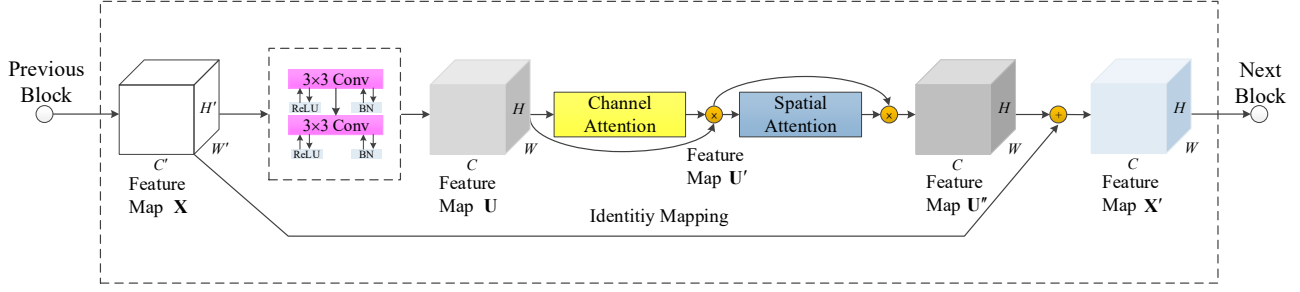 Previous
Block
H′
W′
C′
Feature
Map X
3×3 Conv
ReLU
BN
3×3 Conv
ReLU
BN
H
W
C
Feature
Map U
Channel
Attention
×
Feature
Map U′
Spatial
Attention
×
H
W
C
Feature
Map U″
+
H
W
C
Feature
Map X′
Next
Block
Identitiy Mapping